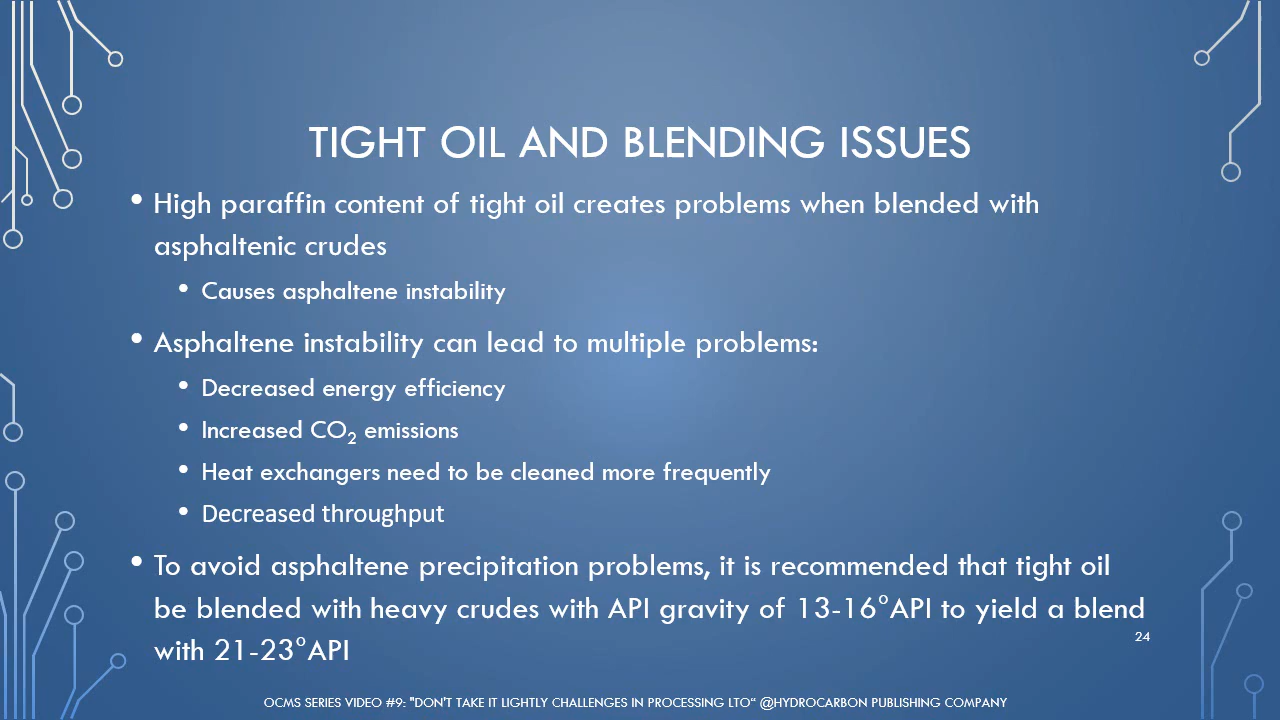 TIGHT OIL AND BLENDING ISSUES
• High paraffin content of tight oil creates problems when blended with
asphaltenic crudes
• Causes asphaltene instability
• Asphaltene instability can lead to multiple problems:
• Decreased energy efficiency
• Increased CO₂ emissions
• Heat exchangers need to be cleaned more frequently
• Decreased throughput
• To avoid asphaltene precipitation problems, it is recommended that tight oil
be blended with heavy crudes with API gravity of 13-16°API to yield a blend
with 21-23°API
24
OCMS SERIES VIDEO #9: "DON'T TAKE IT LIGHTLY CHALLENGES IN PROCESSING LTO“ @HYDROCARBON PUBLISHING COMPANY